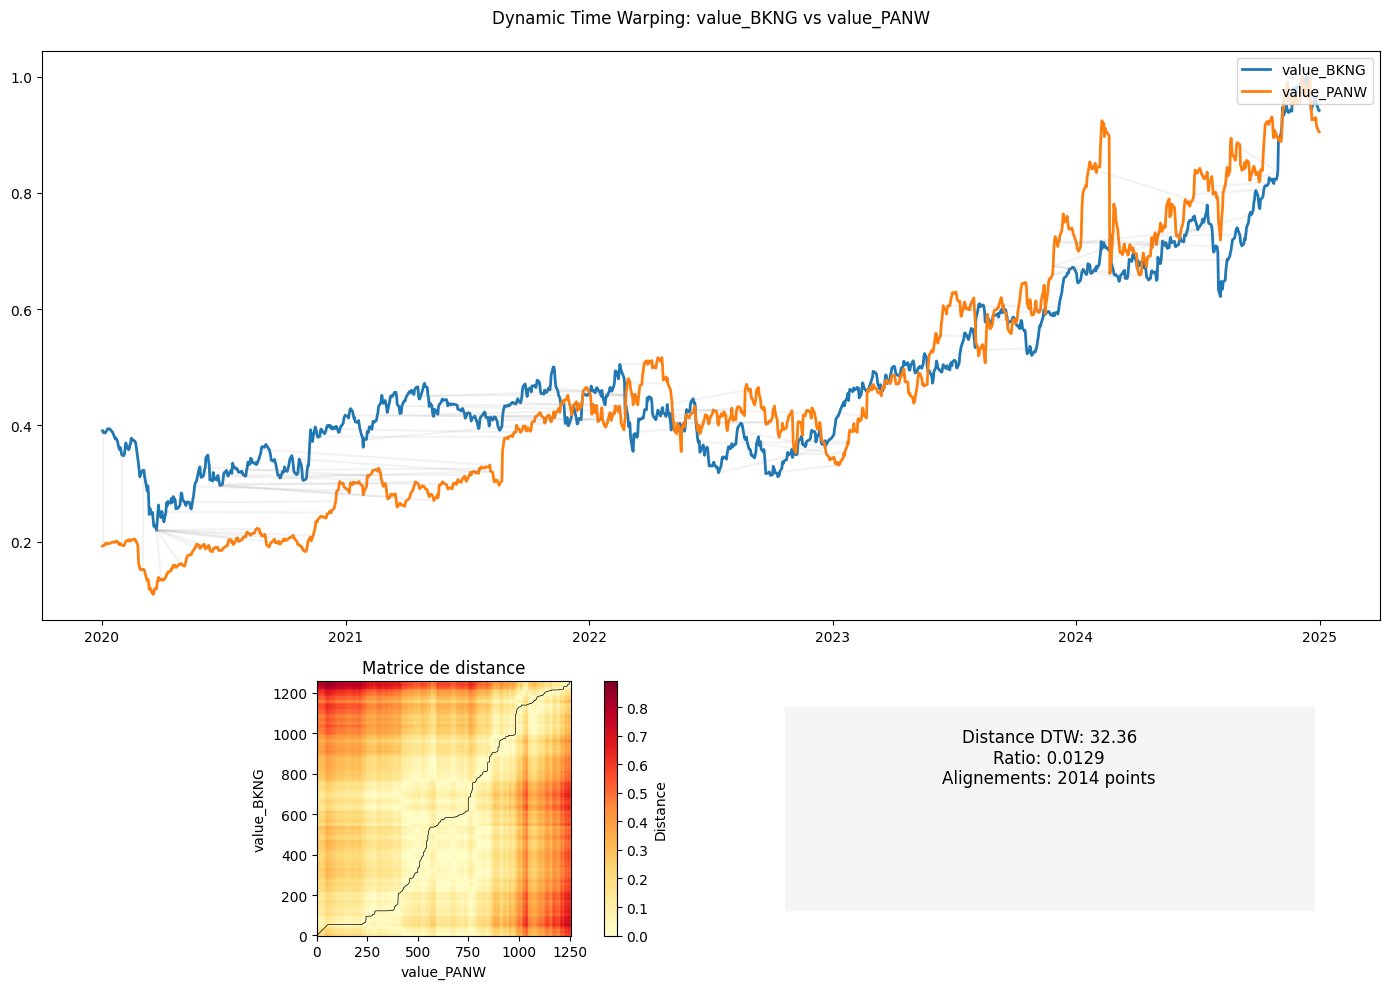 Dynamic Time Warping: value_BKNG vs value_PANW
1.0
0.8
0.6
0.4
0.2
value_BKNG
value_PANW
2020 2021 2022 2023 2024 2025
Matrice de distance
1200
1000
800
600
400
200
0
value_BKNG
0 250 500 750 1000 1250
value_PANW
0.8
0.7
0.6
0.5
0.4
0.3
0.2
0.1
0.0
Distance
Distance DTW: 32.36
Ratio: 0.0129
Alignements: 2014 points